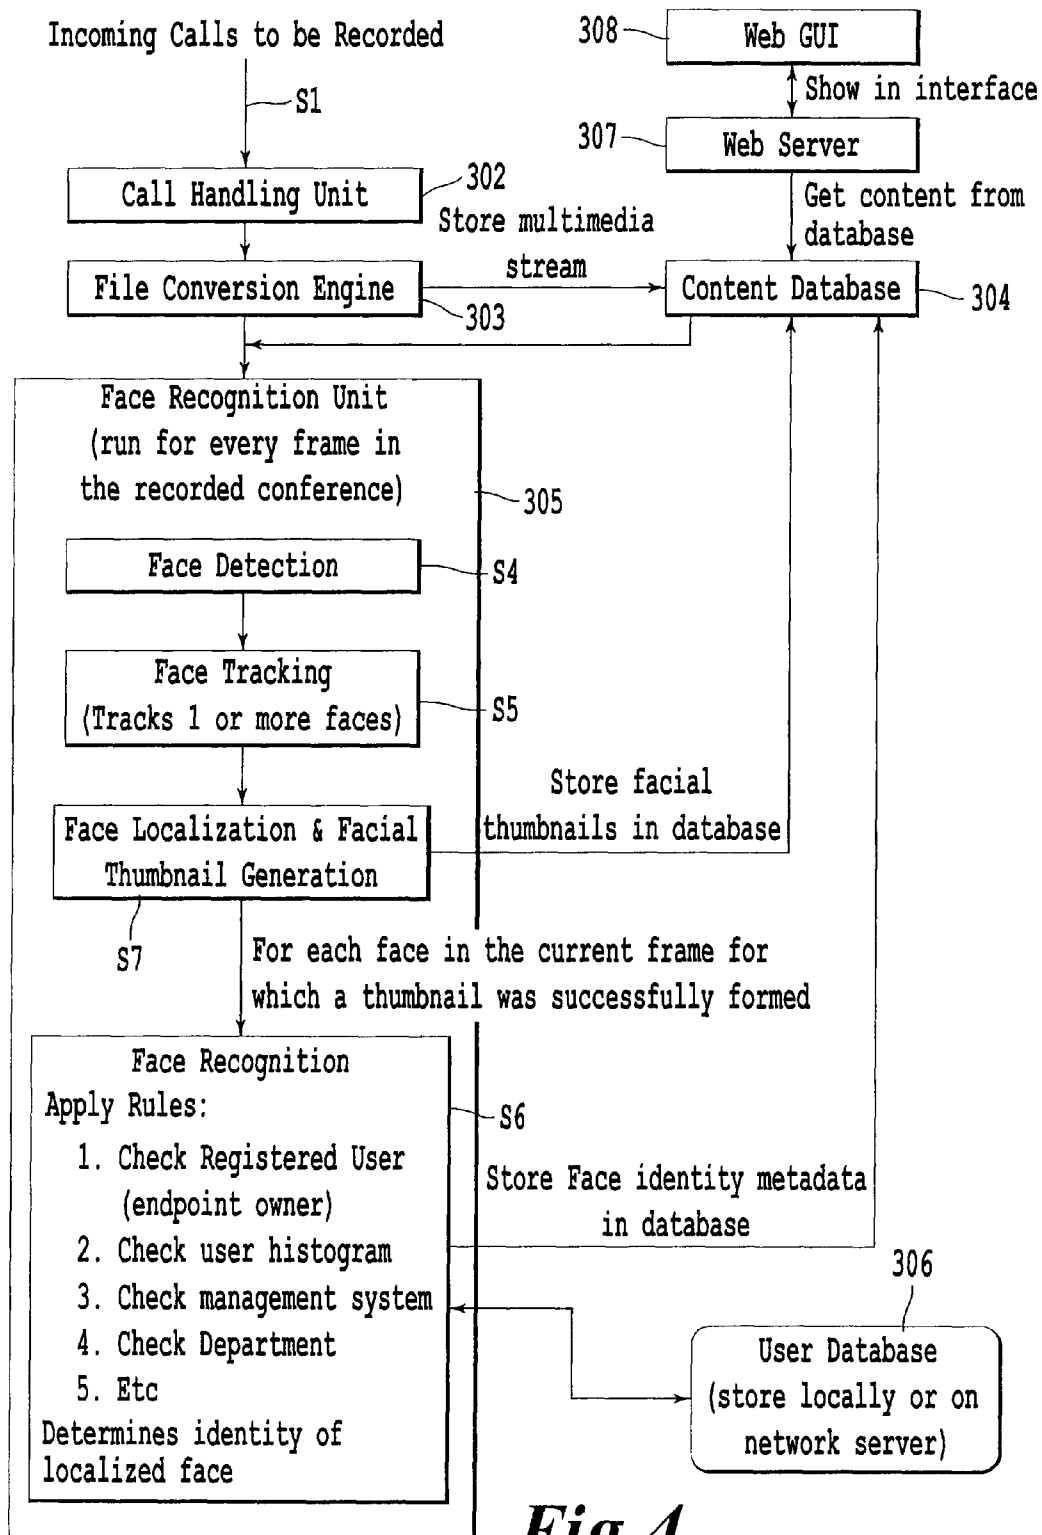 Incoming Calls to be Recorded
S1
308
Web GUI
Show in interface
307
Web Server
Get content from
database
Call Handling Unit
302
Store multimedia
stream
File Conversion Engine
303
Content Database
304
Face Recognition Unit
(run for every frame in
the recorded conference)
305
Face Detection
S4
Face Tracking
(Tracks 1 or more faces)
S5
Store facial
thumbnails in database
Face Localization & Facial
Thumbnail Generation
S7
For each face in the current frame for
which a thumbnail was successfully formed
Face Recognition
Apply Rules:
S6
1. Check Registered User
(endpoint owner)
2. Check user histogram
3. Check management system
4. Check Department
5. Etc
Determines identity of
localized face
Store Face identity metadata
in database
306
User Database
(store locally or on
network server)
Fig 4